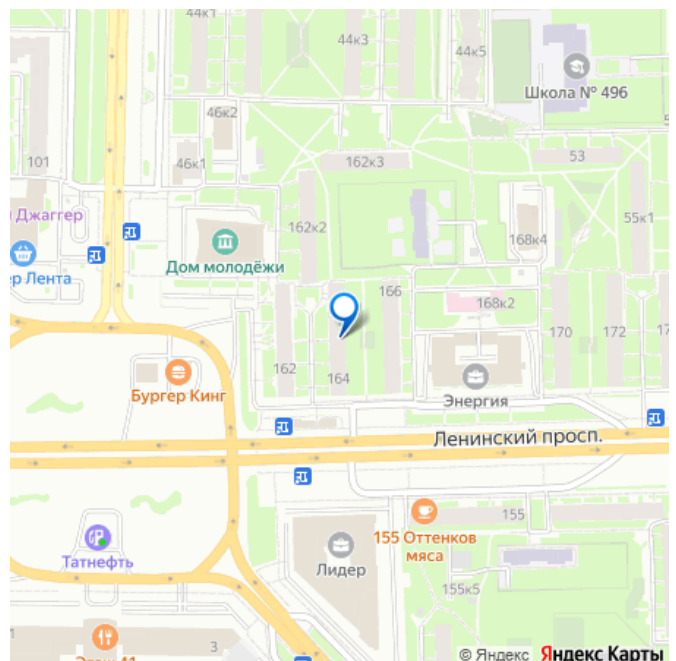 44к1
44к3
44к5
Школа № 496
46к2
46к1
101
162к3
53
Джаггер
162к2
55к1
168к4
Дом молодёжи
р Лента
166
168к2
170
172
162
164
Бургер Кинг
Энергия
Ленинский просп.
155
155 Оттенков
мяса
Татнефть
Лидер
155к5
3
© Яндекс Яндекс Карты